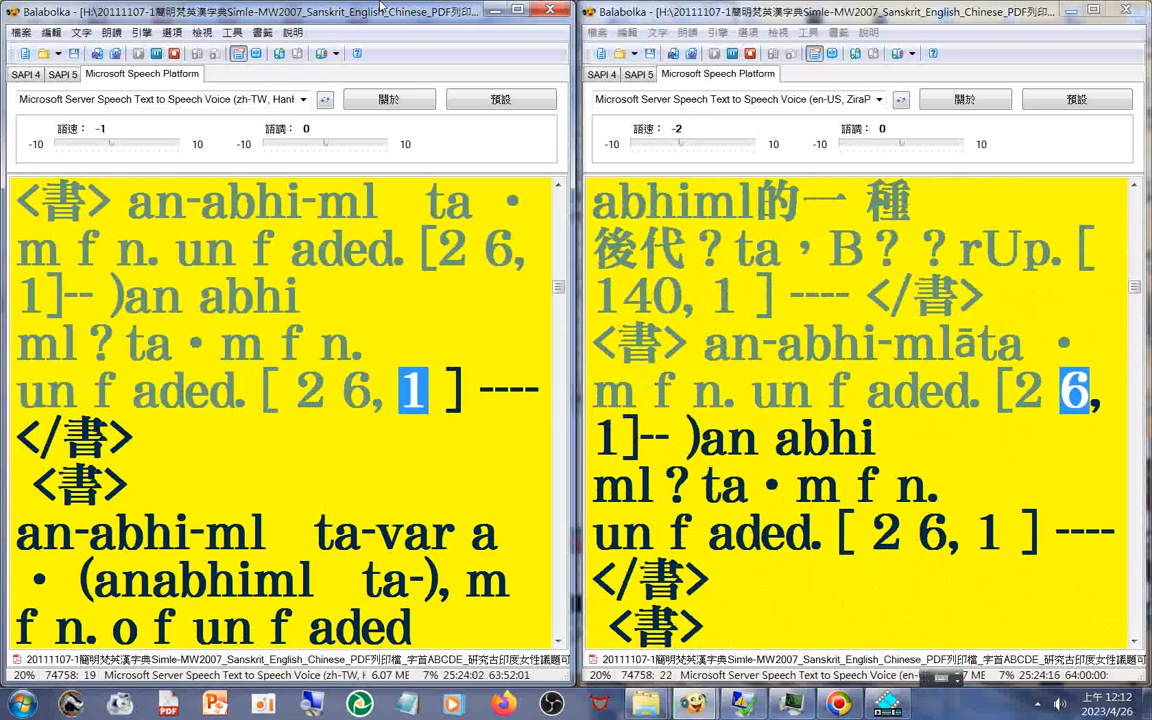 Balabolka - [H:\20111107-1簡明梵英漢字典Simle-MW2007_Sanskrit_English_Chinese_PDF列印...
檔案 編輯 文字 朗讀 引擎 選項 檢視 工具 書籤 說明
SAPI 4 SAPI 5 Microsoft Speech Platform
Microsoft Server Speech Text to Speech Voice (zh-TW, HanH
關於
預設
語速： -1 語調： 0
-10 10 -10 10
<書> an-abhi-ml ta •
m f n. un f aded. [2 6,
1]-- )an abhi
ml？ta・m f n.
un f aded. [ 2 6, 1 ] ----
</書>
<書>
an-abhi-ml ta-var a
• (anabhiml ta-), m
f n. o f un f aded
20111107-1簡明梵英漢字典Simle-MW2007_Sanskrit_English_Chinese_PDF列印檔_字首ABCDE_研究古印度女性議題可
20% 74758: 19 Microsoft Server Speech Text to Speech Voice (zh-TW, H 6.07 MB 7% 25:24:02 63:52:01
Balabolka - [H:\20111107-1簡明梵英漢字典Simle-MW2007_Sanskrit_English_Chinese_PDF列印...
檔案 編輯 文字 朗讀 引擎 選項 檢視 工具 書籤 說明
SAPI 4 SAPI 5 Microsoft Speech Platform
Microsoft Server Speech Text to Speech Voice (en-US, ZiraP
關於
預設
語速： -2 語調： 0
-10 10 -10 10
abhiml的一 種
後代？ta，B？？rUp. [
140, 1 ] ---- </書>
<書> an-abhi-mlāta •
m f n. un f aded. [2 6,
1]-- )an abhi
ml？ta・m f n.
un f aded. [ 2 6, 1 ] ----
</書>
<書>
20111107-1簡明梵英漢字典Simle-MW2007_Sanskrit_English_Chinese_PDF列印檔_字首ABCDE_研究古印度女性議題可
20% 74758: 22 Microsoft Server Speech Text to Speech Voice (en-US, 7% 25:24:16 64:00:00
上午 12:12
2023/4/26